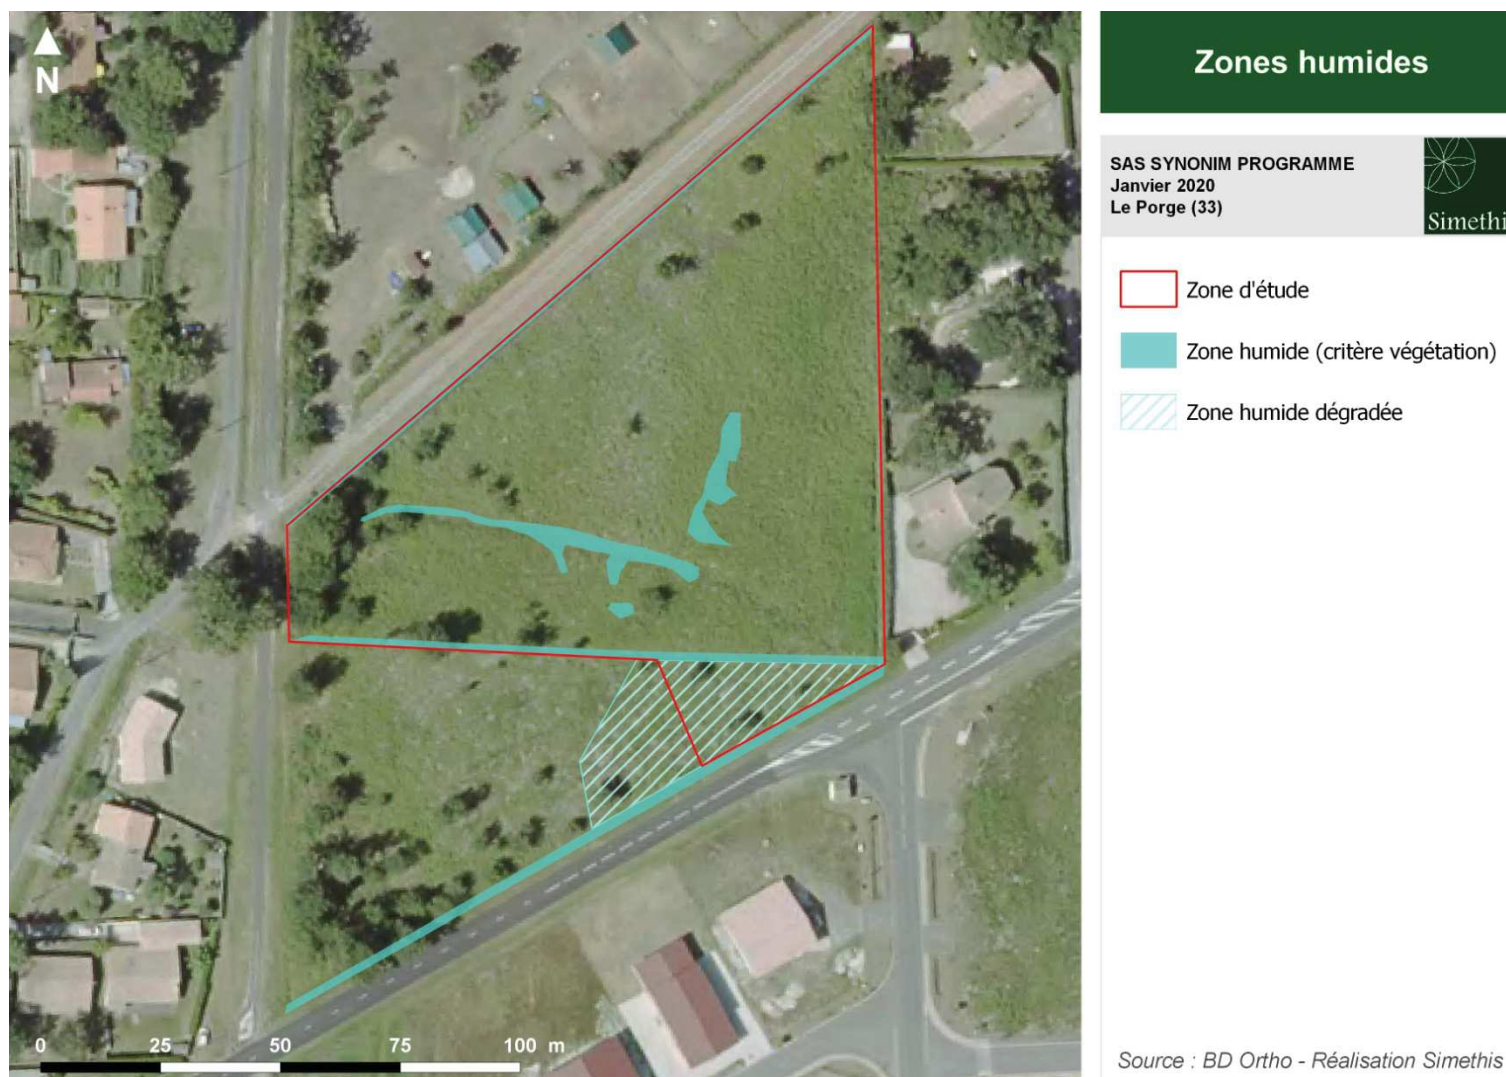 N
Zones humides
SAS SYNONIM PROGRAMME
Janvier 2020
Le Porge (33)
Simethi
Zone d'étude
Zone humide (critère végétation)
Zone humide dégradée
0 25 50 75 100 m
Source : BD Ortho - Réalisation Simethis